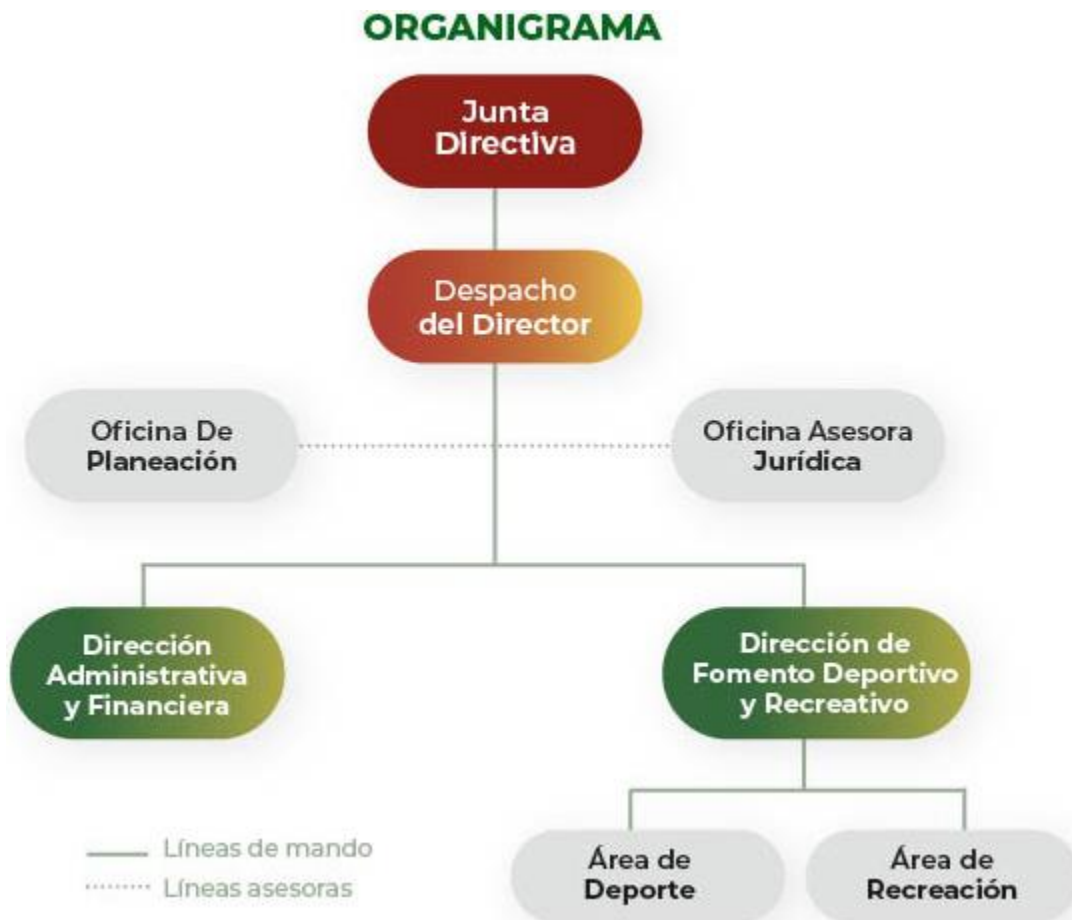 ORGANIGRAMA
Junta
Directiva
Despacho
del Director
Oficina De
Planeación
Oficina Asesora
Jurídica
Dirección
Administrativa
y Financiera
Dirección de
Fomento Deportivo
y Recreativo
Área de
Deporte
Área de
Recreación
Líneas de mando
Líneas asesoras